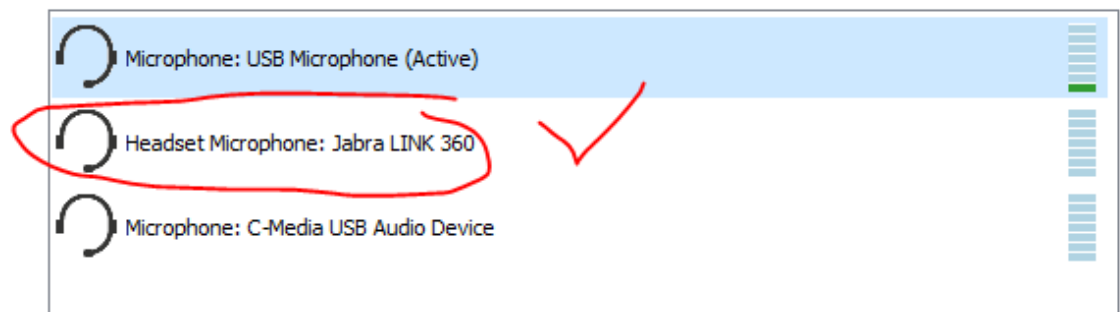 Microphone: USB Microphone (Active)
Headset Microphone: Jabra LINK 360
Microphone: C-Media USB Audio Device